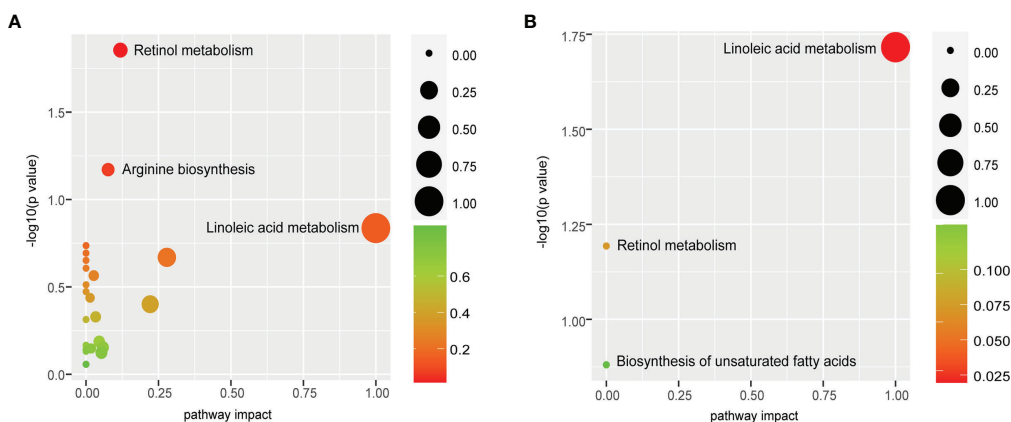 A
Retinol metabolism
Arginine biosynthesis
Linoleic acid metabolism
-log10(p value)
1.5
1.0
0.5
0.0
0.00
0.25
0.50
0.75
1.00
pathway impact
0.00
0.25
0.50
0.75
1.00
0.6
0.4
0.2
B
Linoleic acid metabolism
Retinol metabolism
Biosynthesis of unsaturated fatty acids
-log10(p value)
1.75
1.50
1.25
1.00
0.00
0.25
0.50
0.75
1.00
pathway impact
0.00
0.25
0.50
0.75
1.00
0.100
0.075
0.050
0.025